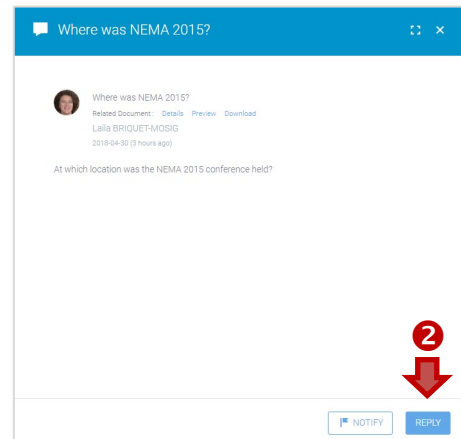 Where was NEMA 2015?
Where was NEMA 2015?
Related Document : Details Preview Download
Laila BRIQUET-MOSIG
2018-04-30 (3 hours ago)
At which location was the NEMA 2015 conference held?
2
NOTIFY REPLY